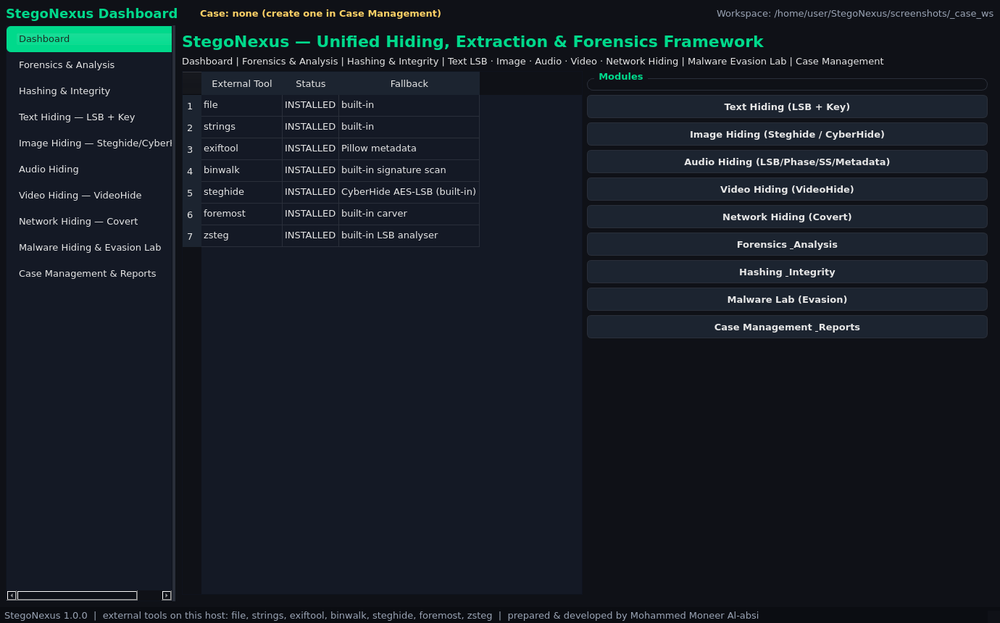 StegoNexus Dashboard
Case: none (create one in Case Management)
Workspace: /home/user/StegoNexus/screenshots/_case_ws
Dashboard
Forensics & Analysis
Hashing & Integrity
Text Hiding — LSB + Key
Image Hiding — Steghide/Cyber
Audio Hiding
Video Hiding — VideoHide
Network Hiding — Covert
Malware Hiding & Evasion Lab
Case Management & Reports
StegoNexus — Unified Hiding, Extraction & Forensics Framework
Dashboard | Forensics & Analysis | Hashing & Integrity | Text LSB · Image · Audio · Video · Network Hiding | Malware Evasion Lab | Case Management
External Tool Status Fallback
1 file INSTALLED built-in
2 strings INSTALLED built-in
3 exiftool INSTALLED Pillow metadata
4 binwalk INSTALLED built-in signature scan
5 steghide INSTALLED CyberHide AES-LSB (built-in)
6 foremost INSTALLED built-in carver
7 zsteg INSTALLED built-in LSB analyser
Modules
Text Hiding (LSB + Key)
Image Hiding (Steghide / CyberHide)
Audio Hiding (LSB/Phase/SS/Metadata)
Video Hiding (VideoHide)
Network Hiding (Covert)
Forensics _Analysis
Hashing _Integrity
Malware Lab (Evasion)
Case Management _Reports
StegoNexus 1.0.0 | external tools on this host: file, strings, exiftool, binwalk, steghide, foremost, zsteg | prepared & developed by Mohammed Moneer Al-absi